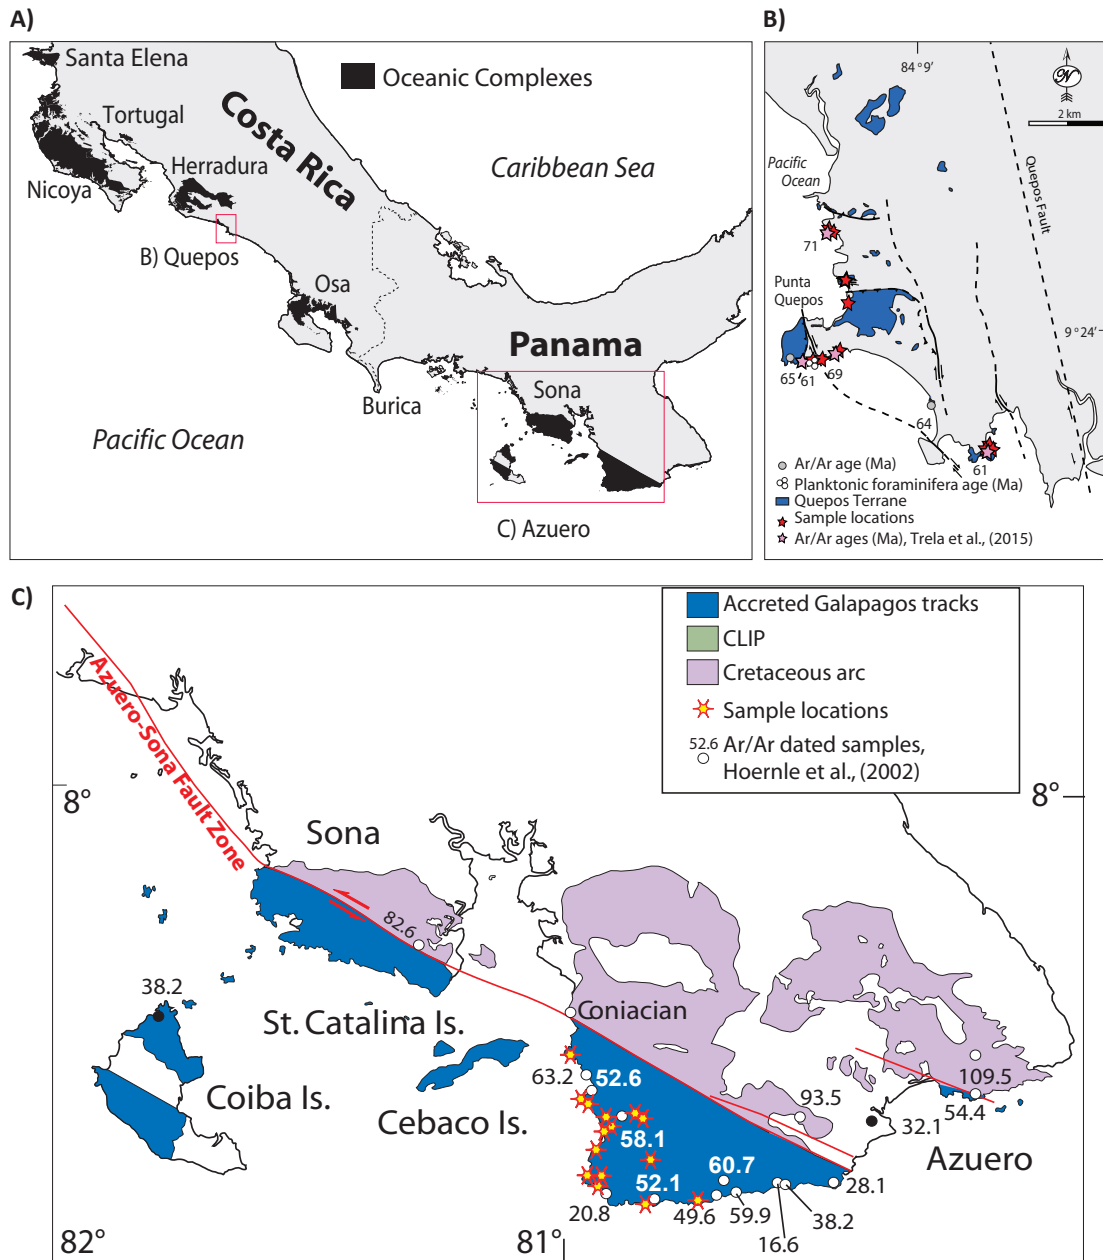 A)
Santa Elena
Oceanic Complexes
Tortugal
Costa Rica
Caribbean Sea
Herradura
Nicoya
B) Quepos
Osa
Panama
Sona
Burica
Pacific Ocean
C) Azuero
B)
84°9'
N
2 km
Pacific
Ocean
Quepos Fault
71
Punta
Quepos
9°24'
65
61
69
64
61
Ar/Ar age (Ma)
Planktonic foraminifera age (Ma)
Quepos Terrane
Sample locations
Ar/Ar ages (Ma), Trela et al., (2015)
C)
Accreted Galapagos tracks
CLIP
Cretaceous arc
Sample locations
52.6 Ar/Ar dated samples,
Hoernle et al., (2002)
Azuero-Sona Fault Zone
8°
8°
Sona
82.6
38.2
St. Catalina Is.
Coniacian
63.2
52.6
Coiba Is.
Cebaco Is.
58.1
93.5
109.5
54.4
32.1
Azuero
60.7
52.1
28.1
20.8
49.6
59.9
38.2
16.6
82°
81°